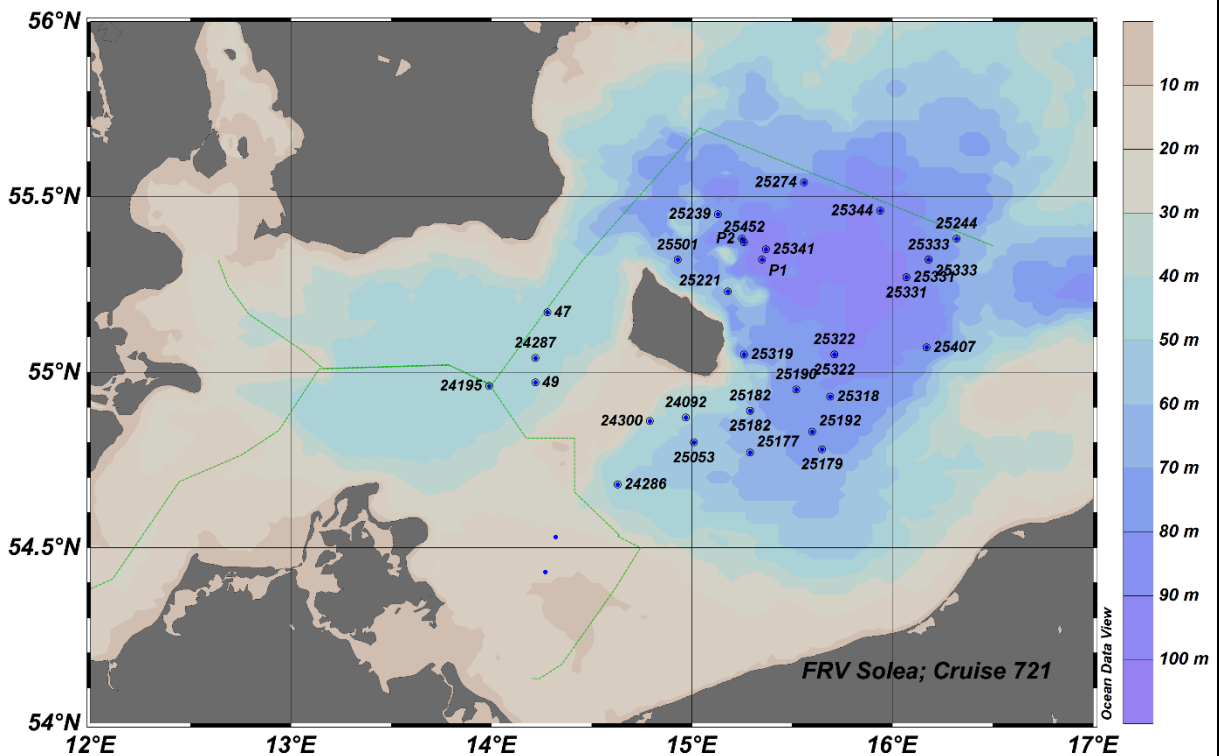 56°N
10 m
20 m
25274
55.5°N
30 m
25344
25239
25452
25244
P2
25501
25341
25333
40 m
P1
25333
25221
25331
25331
47
50 m
24287
25319
25322
25407
55°N
24195
49
25190
25322
60 m
24092
25182
25318
24300
25182
25192
25053
25177
25179
70 m
24286
54.5°N
80 m
90 m
FRV Solea; Cruise 721
Ocean Data View
100 m
54°N
12°E
13°E
14°E
15°E
16°E
17°E